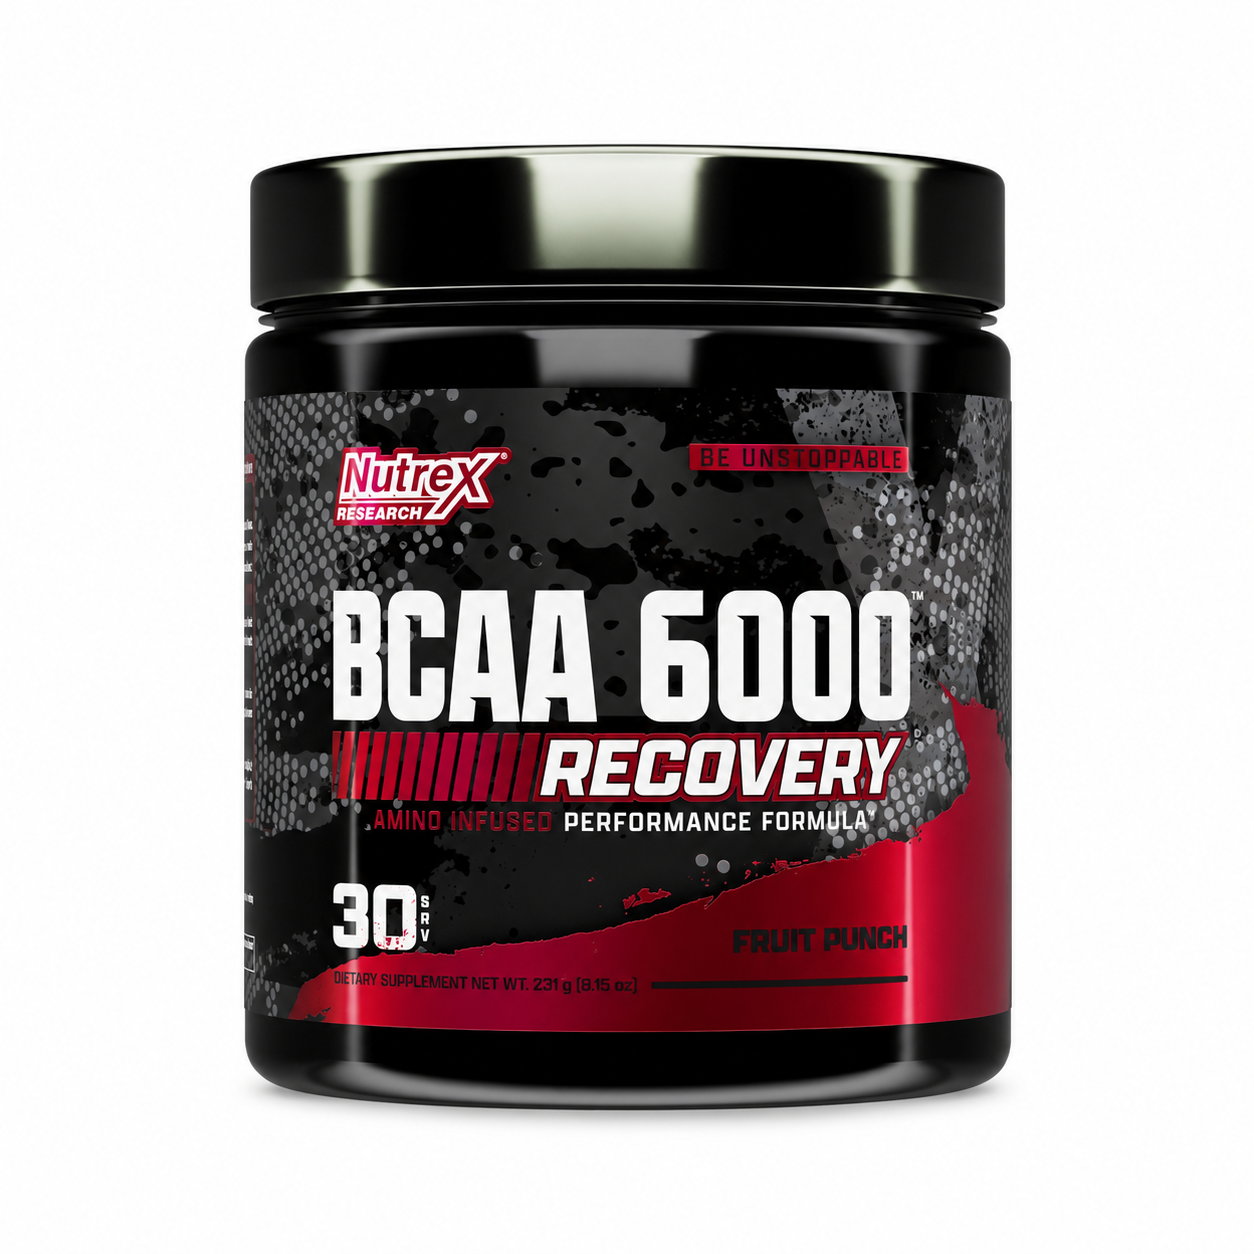 Nutrex®
RESEARCH
BE UNSTOPPABLE
BCAA 6000™
RECOVERY
AMINO INFUSED PERFORMANCE FORMULA
30 SRV
FRUIT PUNCH
DIETARY SUPPLEMENT NET WT. 231 g [8.15 oz]